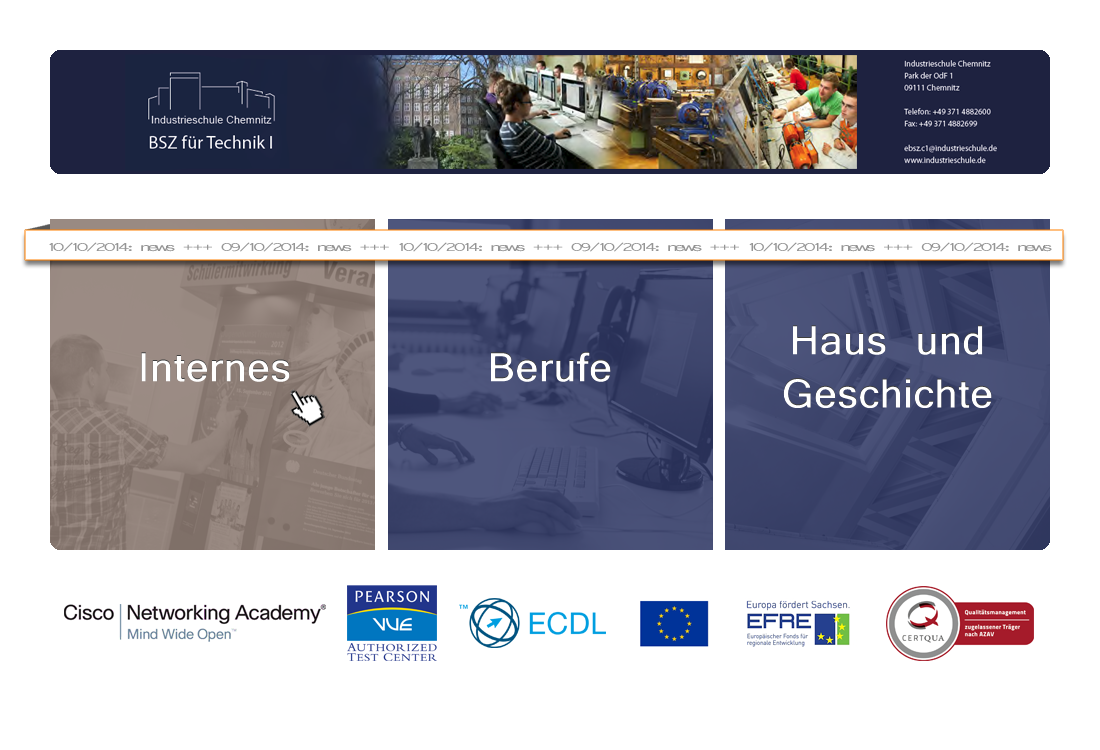 Industrieschule Chemnitz
BSZ für Technik I
Industrieschule Chemnitz
Park der OdF 1
09111 Chemnitz
Telefon: +49 371 4882600
Fax: +49 371 4882699
ebsz.c1@industrieschule.de
www.industrieschule.de
10/10/2014: news +++ 09/10/2014: news +++ 10/10/2014: news +++ 09/10/2014: news +++ 10/10/2014: news +++ 09/10/2014: news
Schülermitwirkung
Veran
Internes
Berufe
Haus und
Geschichte
Cisco | Networking Academy®
Mind Wide Open™
PEARSON
VUE
AUTHORIZED
TEST CENTER
™ ECDL
Europa fördert Sachsen.
EFRE
Europäischer Fonds für
regionale Entwicklung
CERTQUA
Qualitätsmanagement
zugelassener Träger
nach AZAV